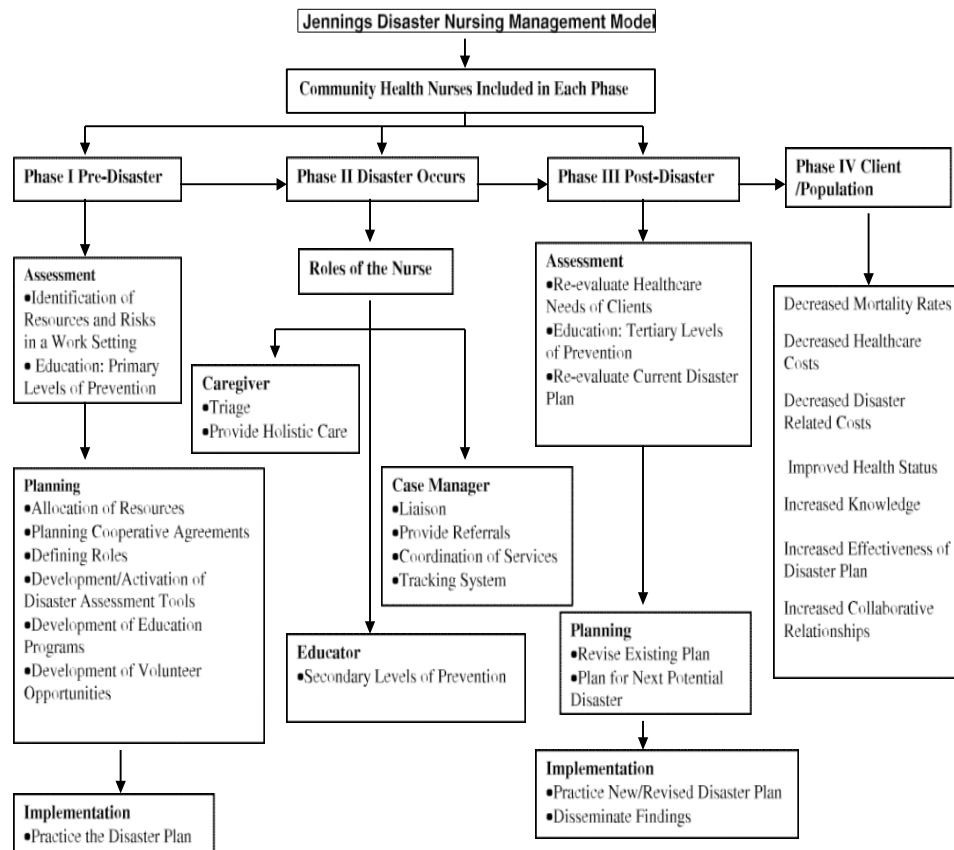 Jennings Disaster Nursing Management Model
Community Health Nurses Included in Each Phase
Phase I Pre-Disaster
Phase II Disaster Occurs
Phase III Post-Disaster
Phase IV Client
/Population
Assessment
●Identification of
Resources and Risks
in a Work Setting
● Education: Primary
Levels of Prevention
Planning
●Allocation of Resources
●Planning Cooperative Agreements
●Defining Roles
●Development/Activation of
Disaster Assessment Tools
●Development of Education
Programs
●Development of Volunteer
Opportunities
Implementation
●Practice the Disaster Plan
Roles of the Nurse
Caregiver
●Triage
●Provide Holistic Care
Case Manager
●Liaison
●Provide Referrals
●Coordination of Services
●Tracking System
Educator
●Secondary Levels of Prevention
Assessment
●Re-evaluate Healthcare
Needs of Clients
●Education: Tertiary Levels
of Prevention
●Re-evaluate Current Disaster
Plan
Planning
●Revise Existing Plan
●Plan for Next Potential
Disaster
Implementation
●Practice New/Revised Disaster Plan
●Disseminate Findings
Decreased Mortality Rates
Decreased Healthcare
Costs
Decreased Disaster
Related Costs
Improved Health Status
Increased Knowledge
Increased Effectiveness of
Disaster Plan
Increased Collaborative
Relationships